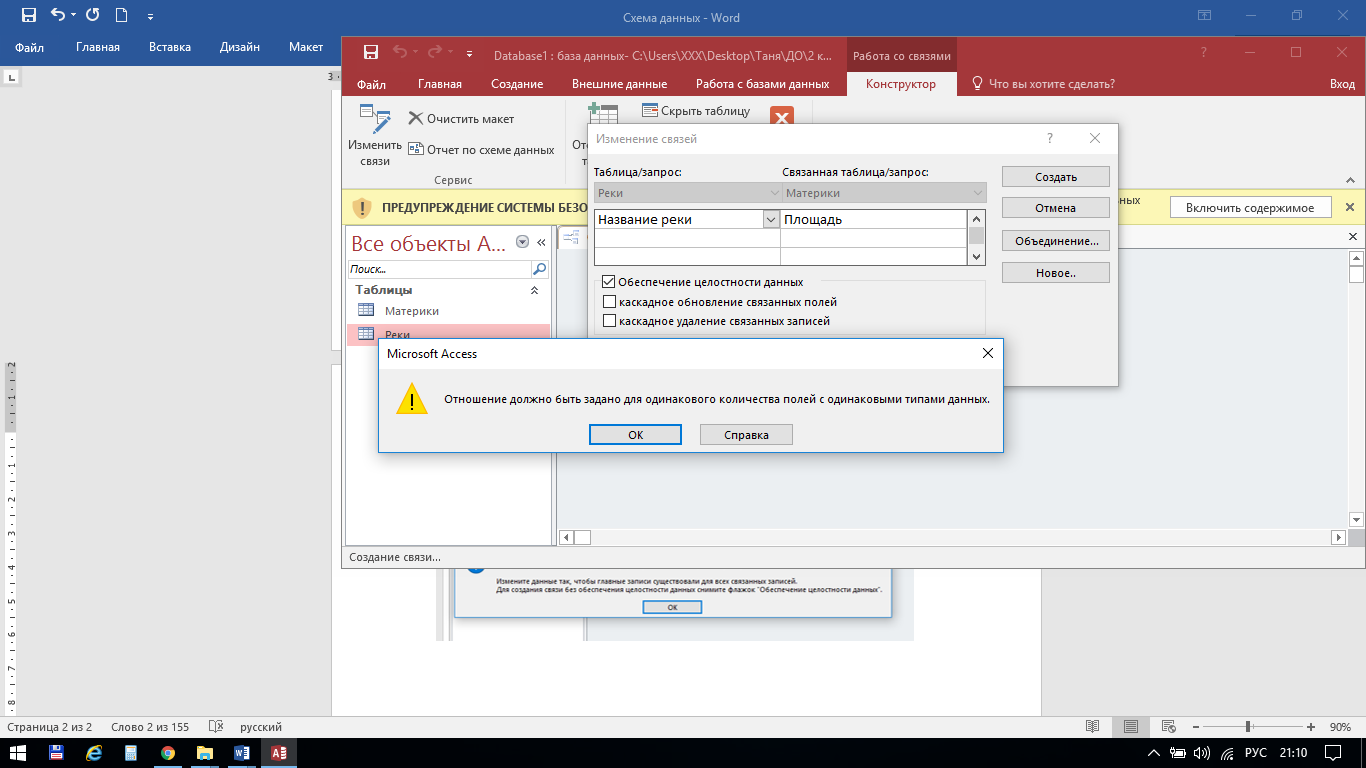 Схема данных - Word
Файл
Главная
Вставка
Дизайн
Макет
Database1 : база данных- C:\Users\XXX\Desktop\Таня\ДО\2 к...
Работа со связями
Файл
Главная
Создание
Внешние данные
Работа с базами данных
Конструктор
Что вы хотите сделать?
Вход
Изменить связи
Очистить макет
Отчет по схеме данных
Скрыть таблицу
Сервис
ПРЕДУПРЕЖДЕНИЕ СИСТЕМЫ БЕЗО
Включить содержимое
Все объекты A...
Поиск...
Таблицы
Материки
Реки
Изменение связей
?
Таблица/запрос:
Связанная таблица/запрос:
Реки
Материки
Название реки
Площадь
Обеспечение целостности данных
каскадное обновление связанных полей
каскадное удаление связанных записей
Создать
Отмена
Объединение...
Новое..
Microsoft Access
Отношение должно быть задано для одинакового количества полей с одинаковыми типами данных.
OK
Справка
Создание связи...
Измените данные так, чтобы главные записи существовали для всех связанных записей.
Для создания связи без обеспечения целостности данных снимите флажок "Обеспечение целостности данных".
OK
Страница 2 из 2
Слово 2 из 155
русский
90%
РУС
21:10